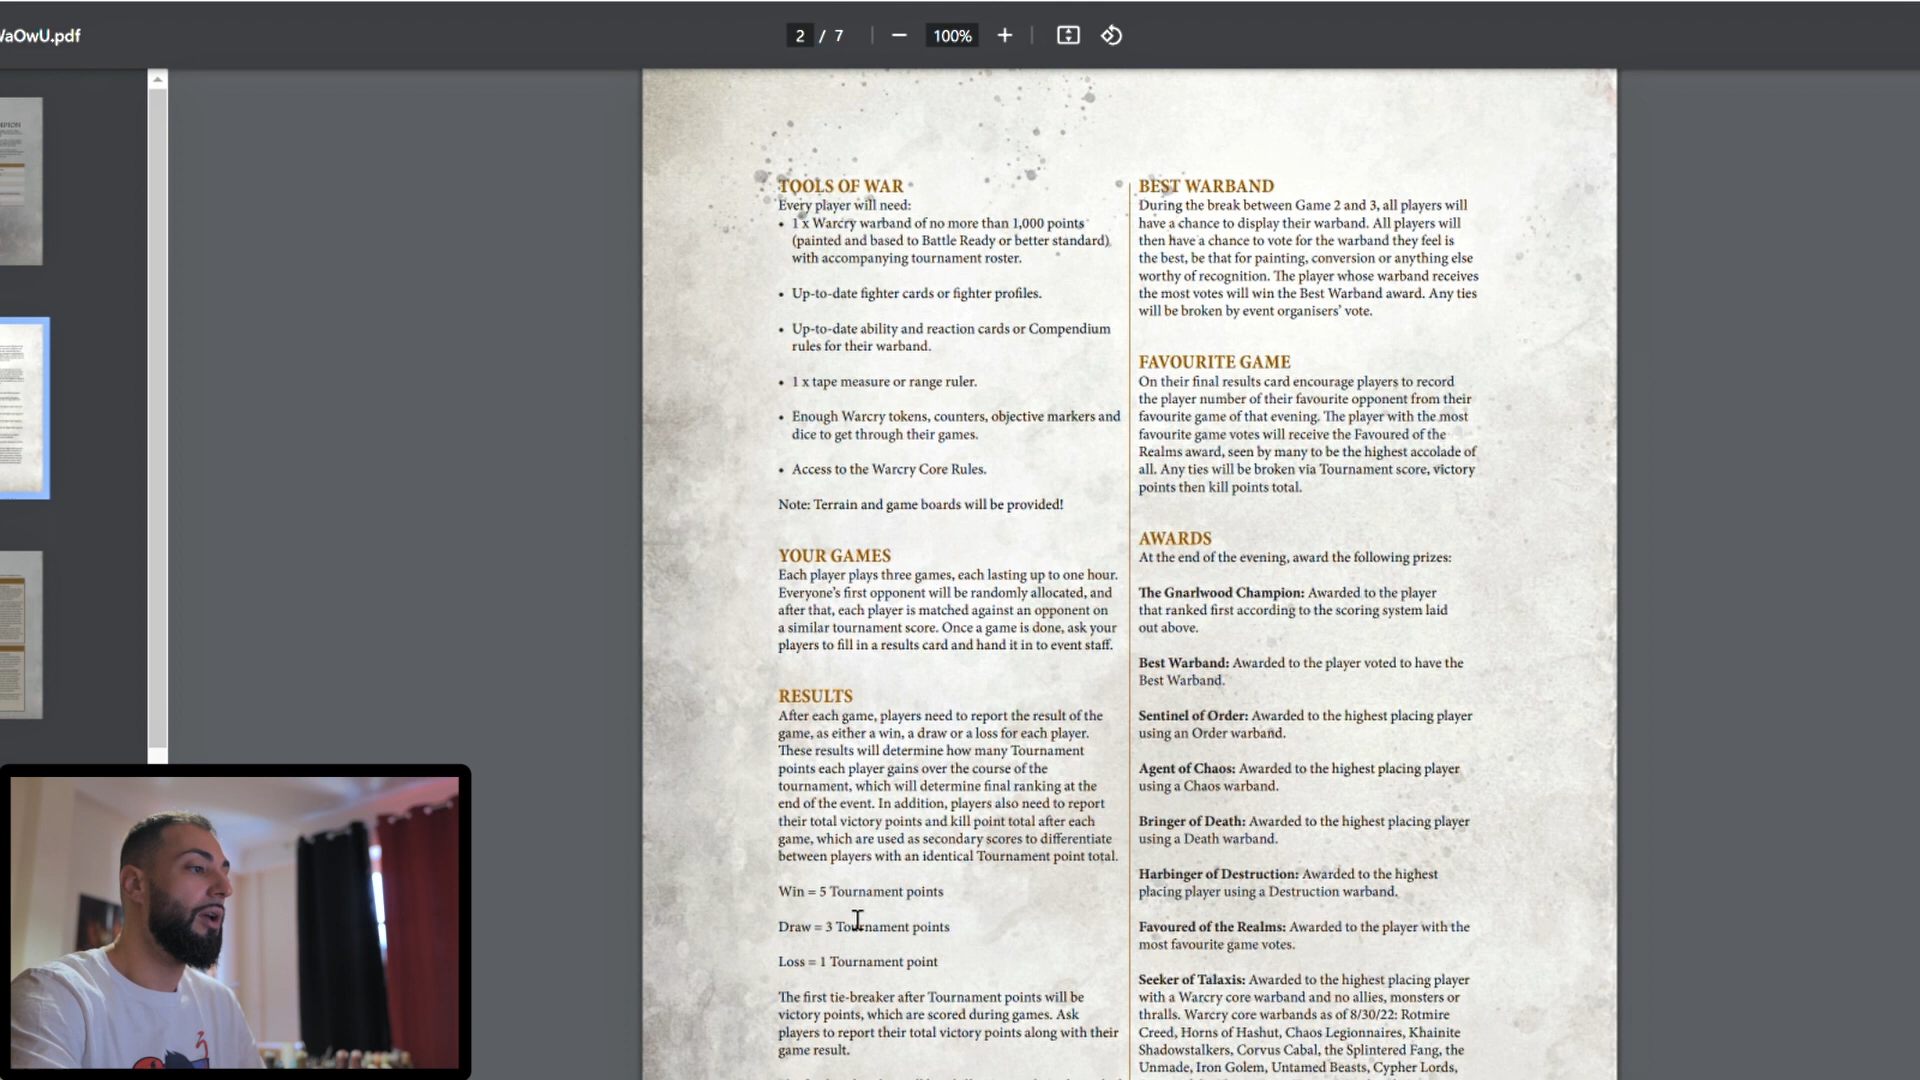 VaOwU.pdf
2 / 7
100%
TOOLS OF WAR
Every player will need:
• 1 x Warcry warband of no more than 1,000 points
(painted and based to Battle Ready or better standard)
with accompanying tournament roster.
• Up-to-date fighter cards or fighter profiles.
• Up-to-date ability and reaction cards or Compendium
rules for their warband.
• 1 x tape measure or range ruler.
• Enough Warcry tokens, counters, objective markers and
dice to get through their games.
• Access to the Warcry Core Rules.
Note: Terrain and game boards will be provided!
YOUR GAMES
Each player plays three games, each lasting up to one hour.
Everyone's first opponent will be randomly allocated, and
after that, each player is matched against an opponent on
a similar tournament score. Once a game is done, ask your
players to fill in a results card and hand it in to event staff.
RESULTS
After each game, players need to report the result of the
game, as either a win, a draw or a loss for each player.
These results will determine how many Tournament
points each player gains over the course of the
tournament, which will determine final ranking at the
end of the event. In addition, players also need to report
their total victory points and kill point total after each
game, which are used as secondary scores to differentiate
between players with an identical Tournament point total.
Win = 5 Tournament points
Draw = 3 Tournament points
Loss = 1 Tournament point
The first tie-breaker after Tournament points will be
victory points, which are scored during games. Ask
players to report their total victory points along with their
game result.
BEST WARBAND
During the break between Game 2 and 3, all players will
have a chance to display their warband. All players will
then have a chance to vote for the warband they feel is
the best, be that for painting, conversion or anything else
worthy of recognition. The player whose warband receives
the most votes will win the Best Warband award. Any ties
will be broken by event organisers' vote.
FAVOURITE GAME
On their final results card encourage players to record
the player number of their favourite opponent from their
favourite game of that evening. The player with the most
favourite game votes will receive the Favoured of the
Realms award, seen by many to be the highest accolade of
all. Any ties will be broken via Tournament score, victory
points then kill points total.
AWARDS
At the end of the evening, award the following prizes:
The Gnarlwood Champion: Awarded to the player
that ranked first according to the scoring system laid
out above.
Best Warband: Awarded to the player voted to have the
Best Warband.
Sentinel of Order: Awarded to the highest placing player
using an Order warband.
Agent of Chaos: Awarded to the highest placing player
using a Chaos warband.
Bringer of Death: Awarded to the highest placing player
using a Death warband.
Harbinger of Destruction: Awarded to the highest
placing player using a Destruction warband.
Favoured of the Realms: Awarded to the player with the
most favourite game votes.
Seeker of Talaxis: Awarded to the highest placing player
with a Warcry core warband and no allies, monsters or
thralls. Warcry core warbands as of 8/30/22: Rotmire
Creed, Horns of Hashut, Chaos Legionnaires, Khainite
Shadowstalkers, Corvus Cabal, the Splintered Fang, the
Unmade, Iron Golem, Untamed Beasts, Cypher Lords,